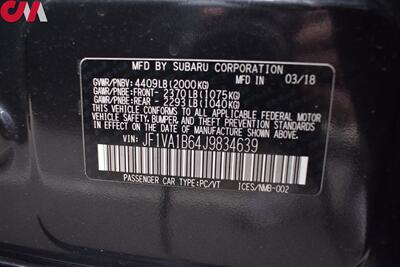 CM
MFD BY SUBARU CORPORATION
GVWR/PNBV: 4409LB(2000KG) 03/18
GAWR/PNBE: FRONT- 2370LB(1075KG)
GAWR/PNBE: REAR - 2293LB(1040KG)
THIS VEHICLE CONFORMS TO ALL APPLICABLE FEDERAL MOTOR
VEHICLE SAFETY, BUMPER, AND THEFT PREVENTION STANDARDS
IN EFFECT ON THE DATE OF MANUFACTURE SHOWN ABOVE.
VIN: JF1VA1B64J9834639
PASSENGER CAR TYPE:PC/VT ICES/NMB-002